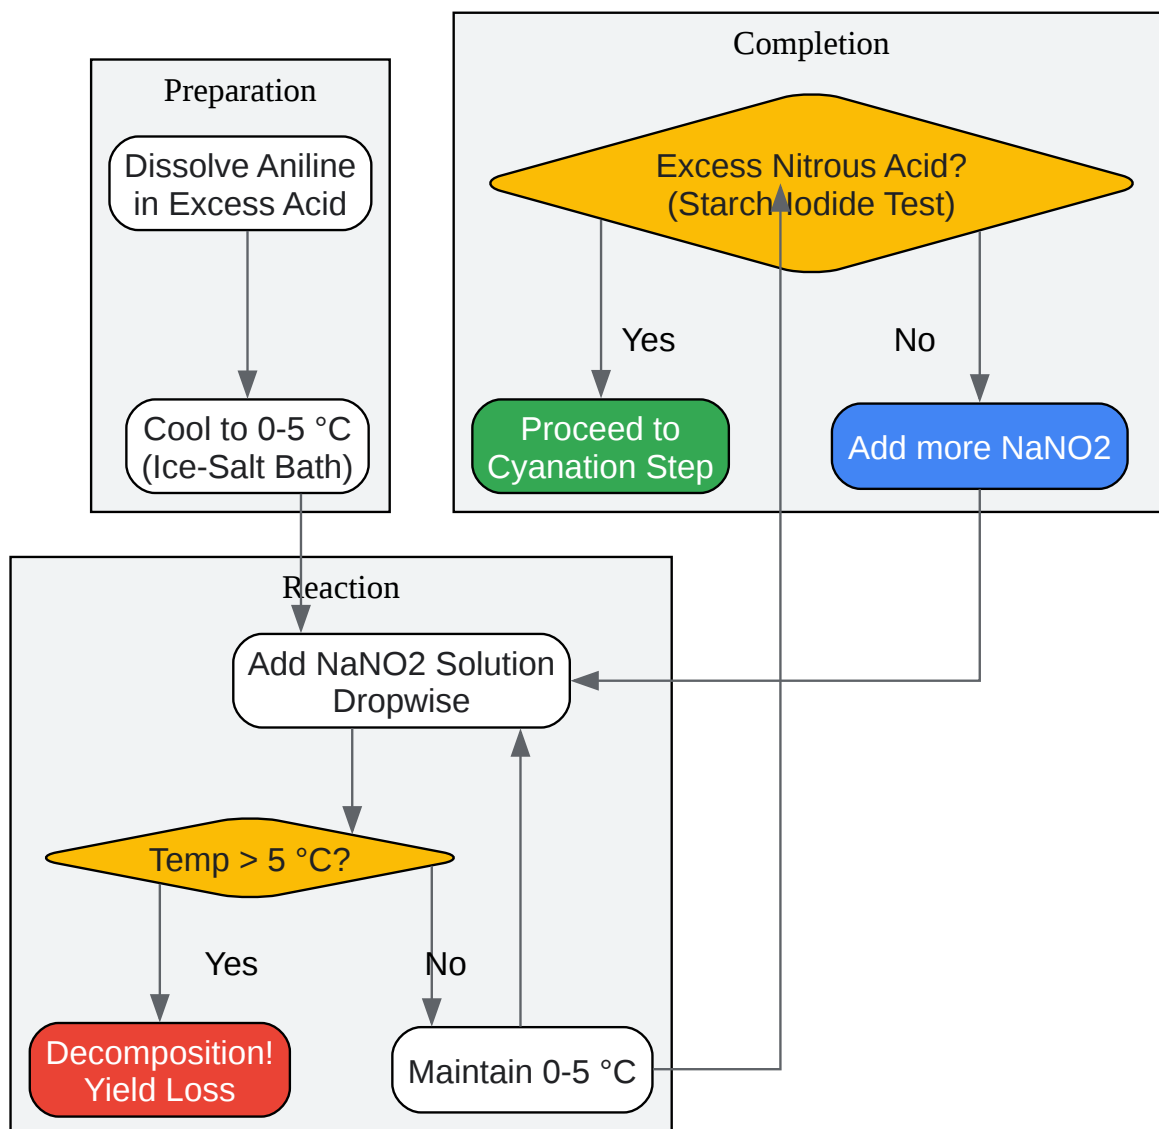 Preparation
Dissolve Aniline
in Excess Acid
Cool to 0-5 °C
(Ice-Salt Bath)
Completion
Excess Nitrous Acid?
(Starch-Iodide Test)
Yes
No
Proceed to
Cyanation Step
Add more NaNO2
Reaction
Add NaNO2 Solution
Dropwise
Temp > 5 °C?
Yes
No
Decomposition!
Yield Loss
Maintain 0-5 °C